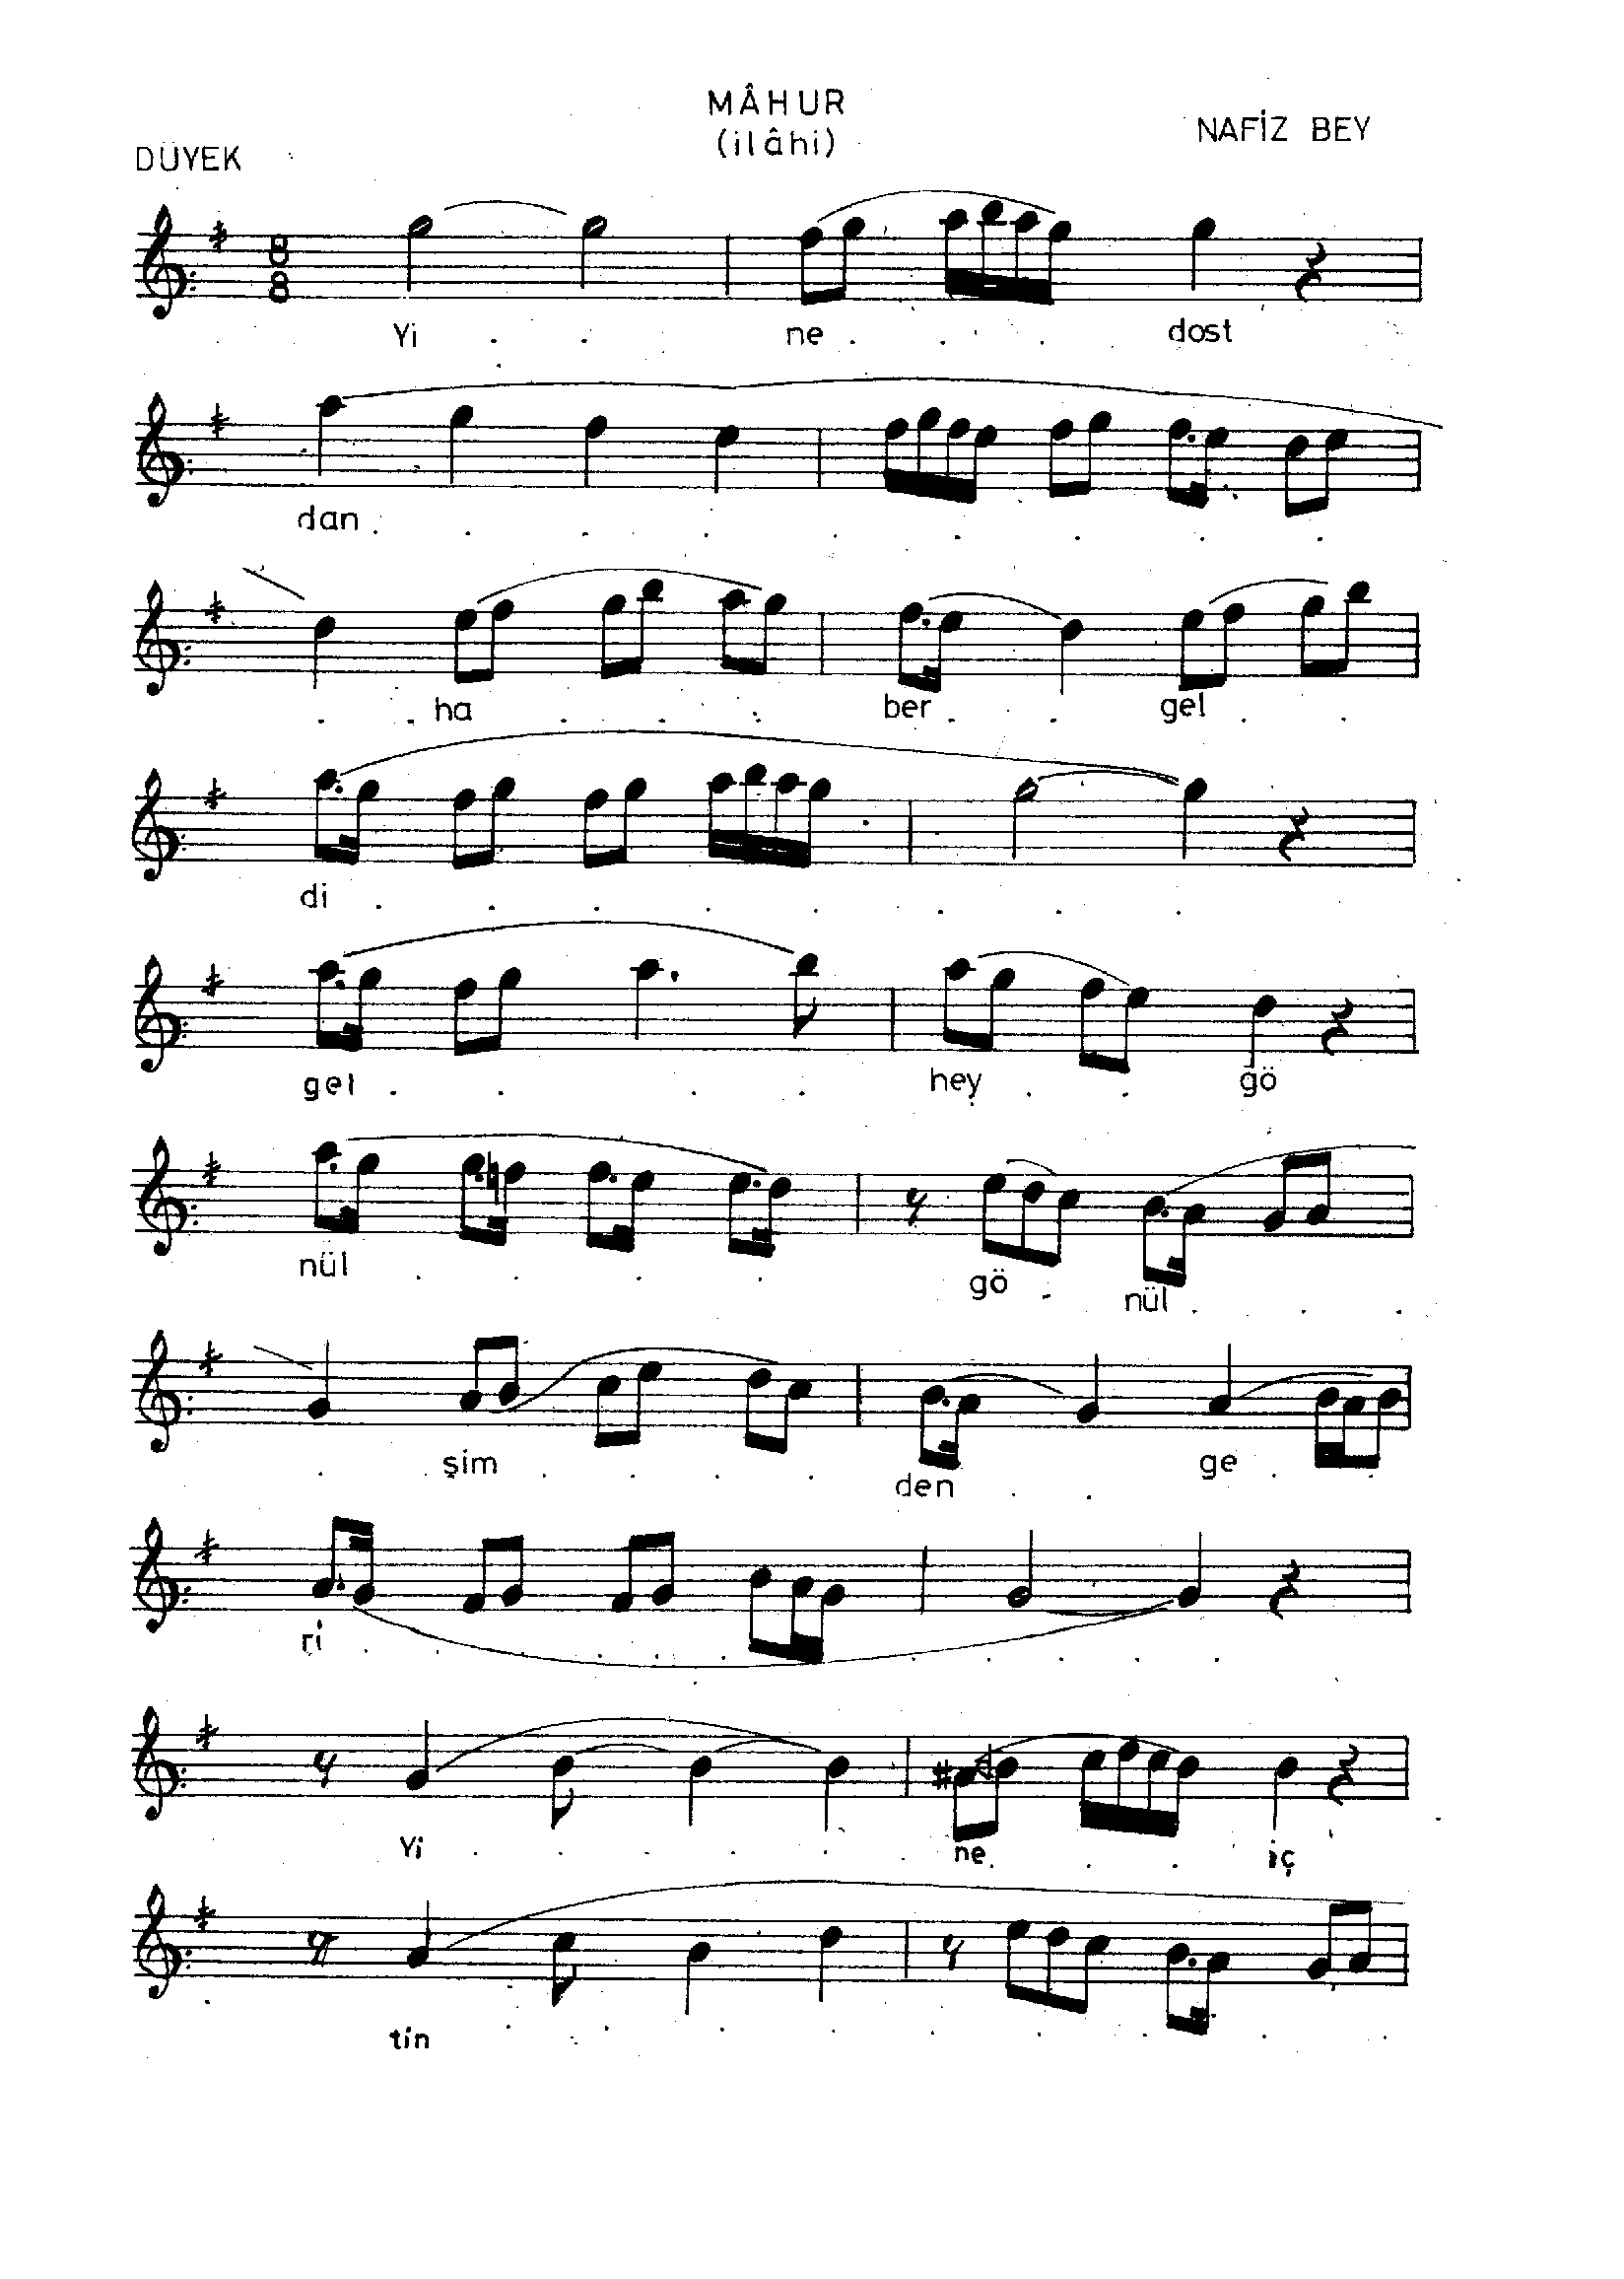 MÂHUR
(ilâhi)
NAFİZ BEY
DÜYEK
8
8
Yi . . ne . . . dost
dan . . . . . . . . .
. . ha . . . ber . . gel . .
di . . . . . . . .
gel . . . . hey . . gö
nül . . . . gö . nül . . .
. şim . . . den . . ge . .
ri . . . . . . . . .
Yi . . . . . ne . . . iç
tin . . . . . . . . .